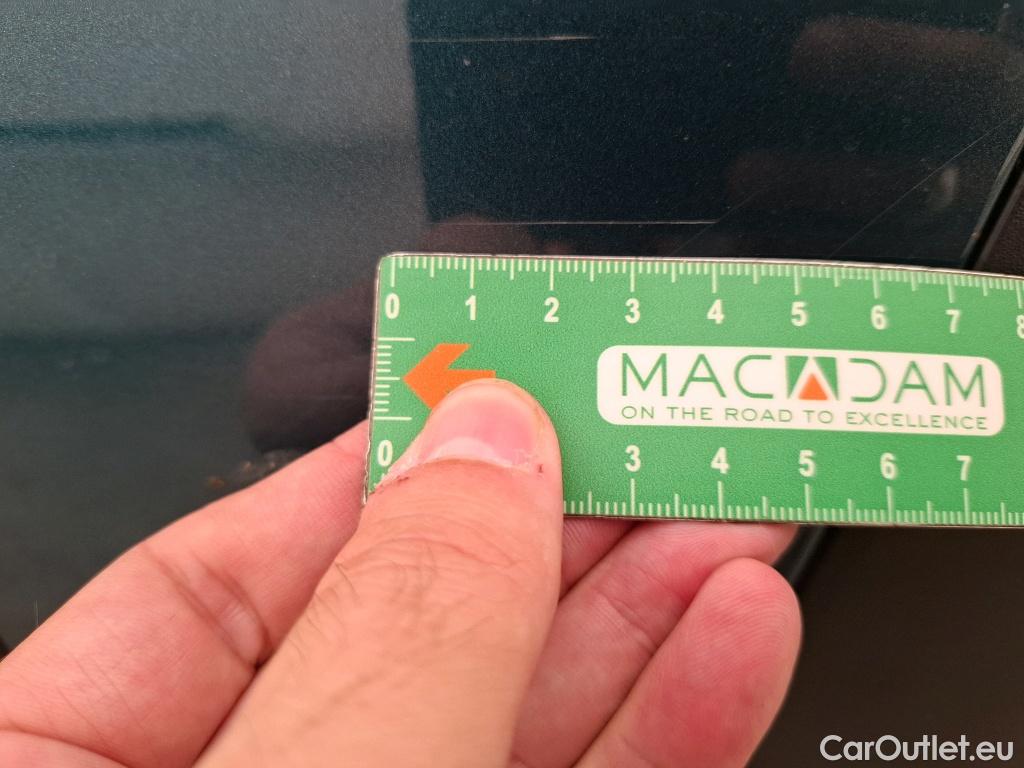 0 1 2 3 4 5 6 7 8
MACADAM
ON THE ROAD TO EXCELLENCE
0 3 4 5 6 7
CarOutlet.eu